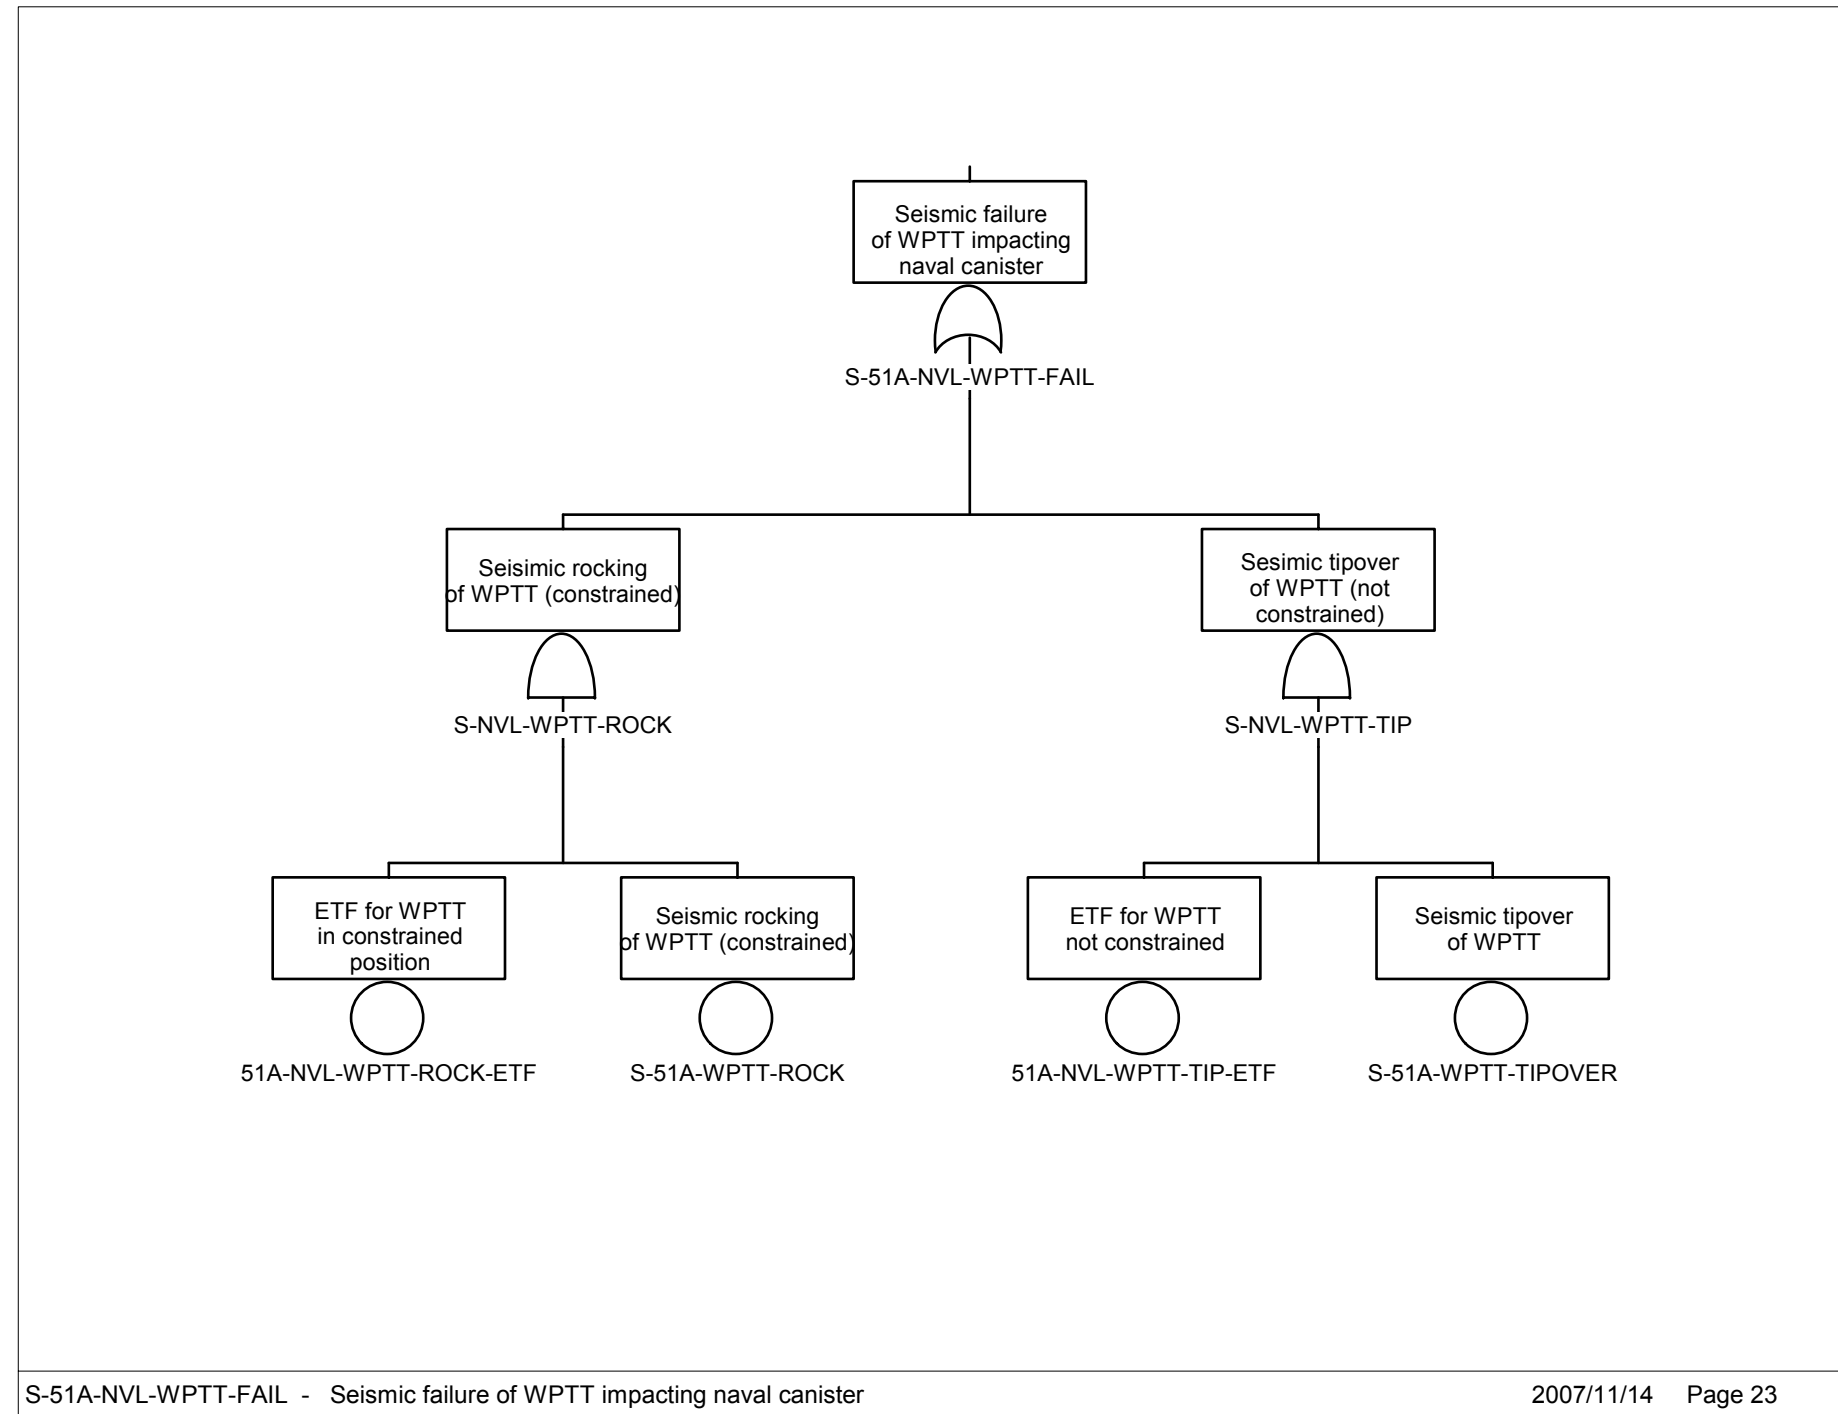 Seismic failure
of WPTT impacting
naval canister
S-51A-NVL-WPTT-FAIL
Seisimic rocking
of WPTT (constrained)
S-NVL-WPTT-ROCK
Sesimic tipover
of WPTT (not
constrained)
S-NVL-WPTT-TIP
ETF for WPTT
in constrained
position
51A-NVL-WPTT-ROCK-ETF
Seismic rocking
of WPTT (constrained)
S-51A-WPTT-ROCK
ETF for WPTT
not constrained
51A-NVL-WPTT-TIP-ETF
Seismic tipover
of WPTT
S-51A-WPTT-TIPOVER
S-51A-NVL-WPTT-FAIL - Seismic failure of WPTT impacting naval canister 2007/11/14 Page 23